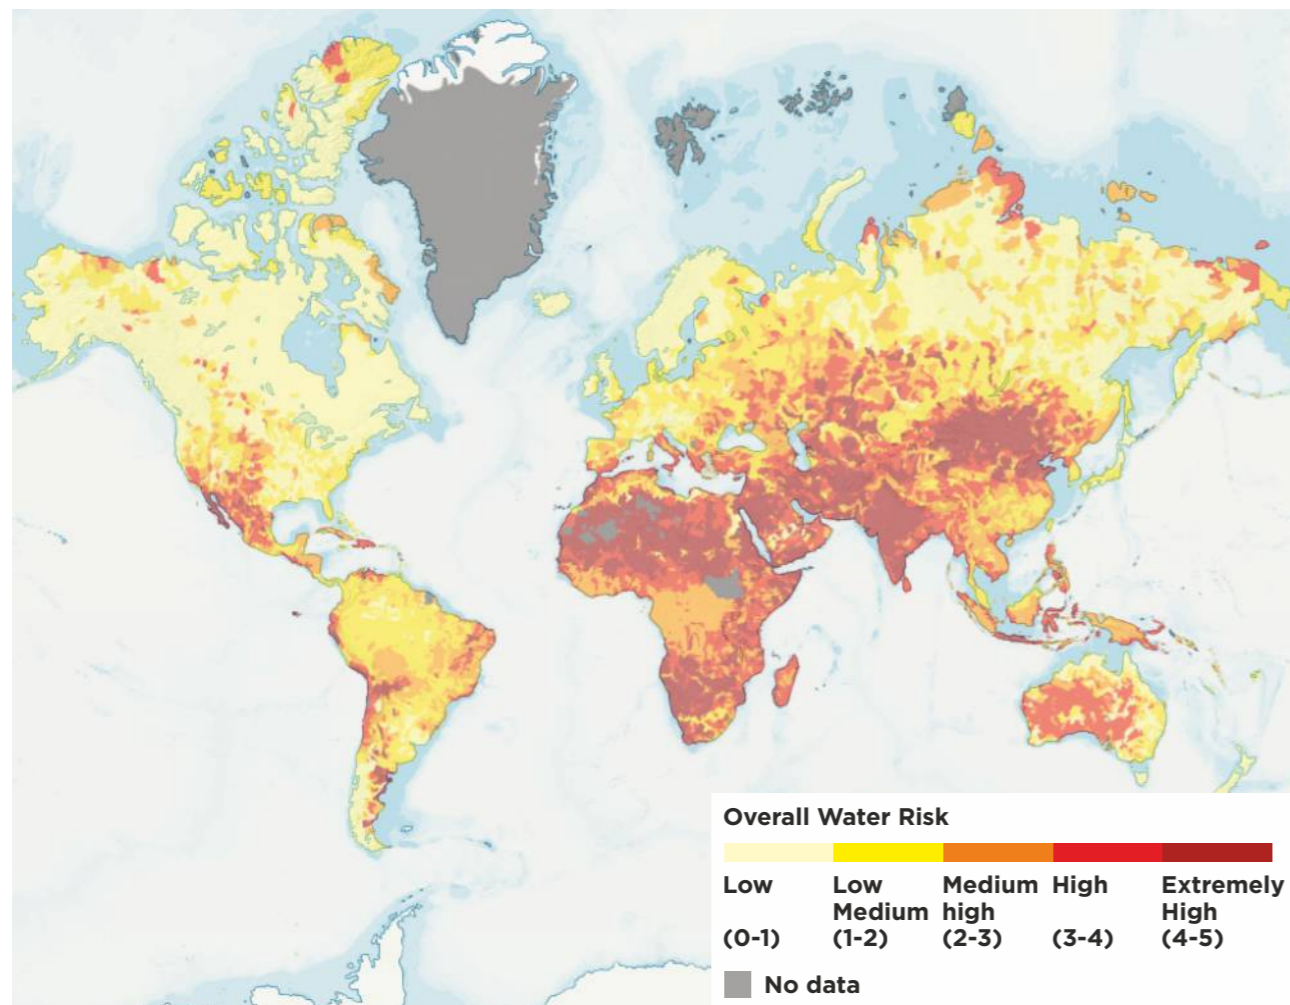 Overall Water Risk
Low Low Medium High Extremely
Medium high High
(0-1) (1-2) (2-3) (3-4) (4-5)
No data